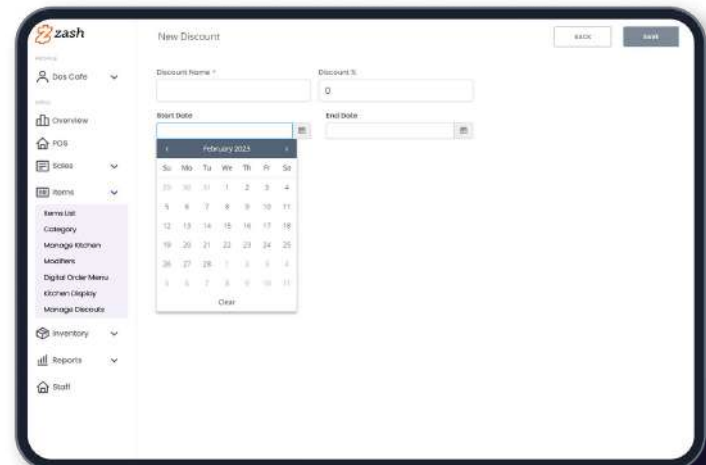 zash
New Discount
BACK
SAVE
PROFILE
Das Cafe
MENU
Overview
POS
Sales
Items
Items List
Category
Manage Kitchen
Modifiers
Digital Order Menu
Kitchen Display
Manage Discouts
Inventory
Reports
Staff
Discount Name *
Discount %
0
Start Date
End Date
February 2023
Su Mo Tu We Th Fr Sa
29 30 31 1 2 3 4
5 6 7 8 9 10 11
12 13 14 15 16 17 18
19 20 21 22 23 24 25
26 27 28 1 2 3 4
5 6 7 8 9 10 11
Clear